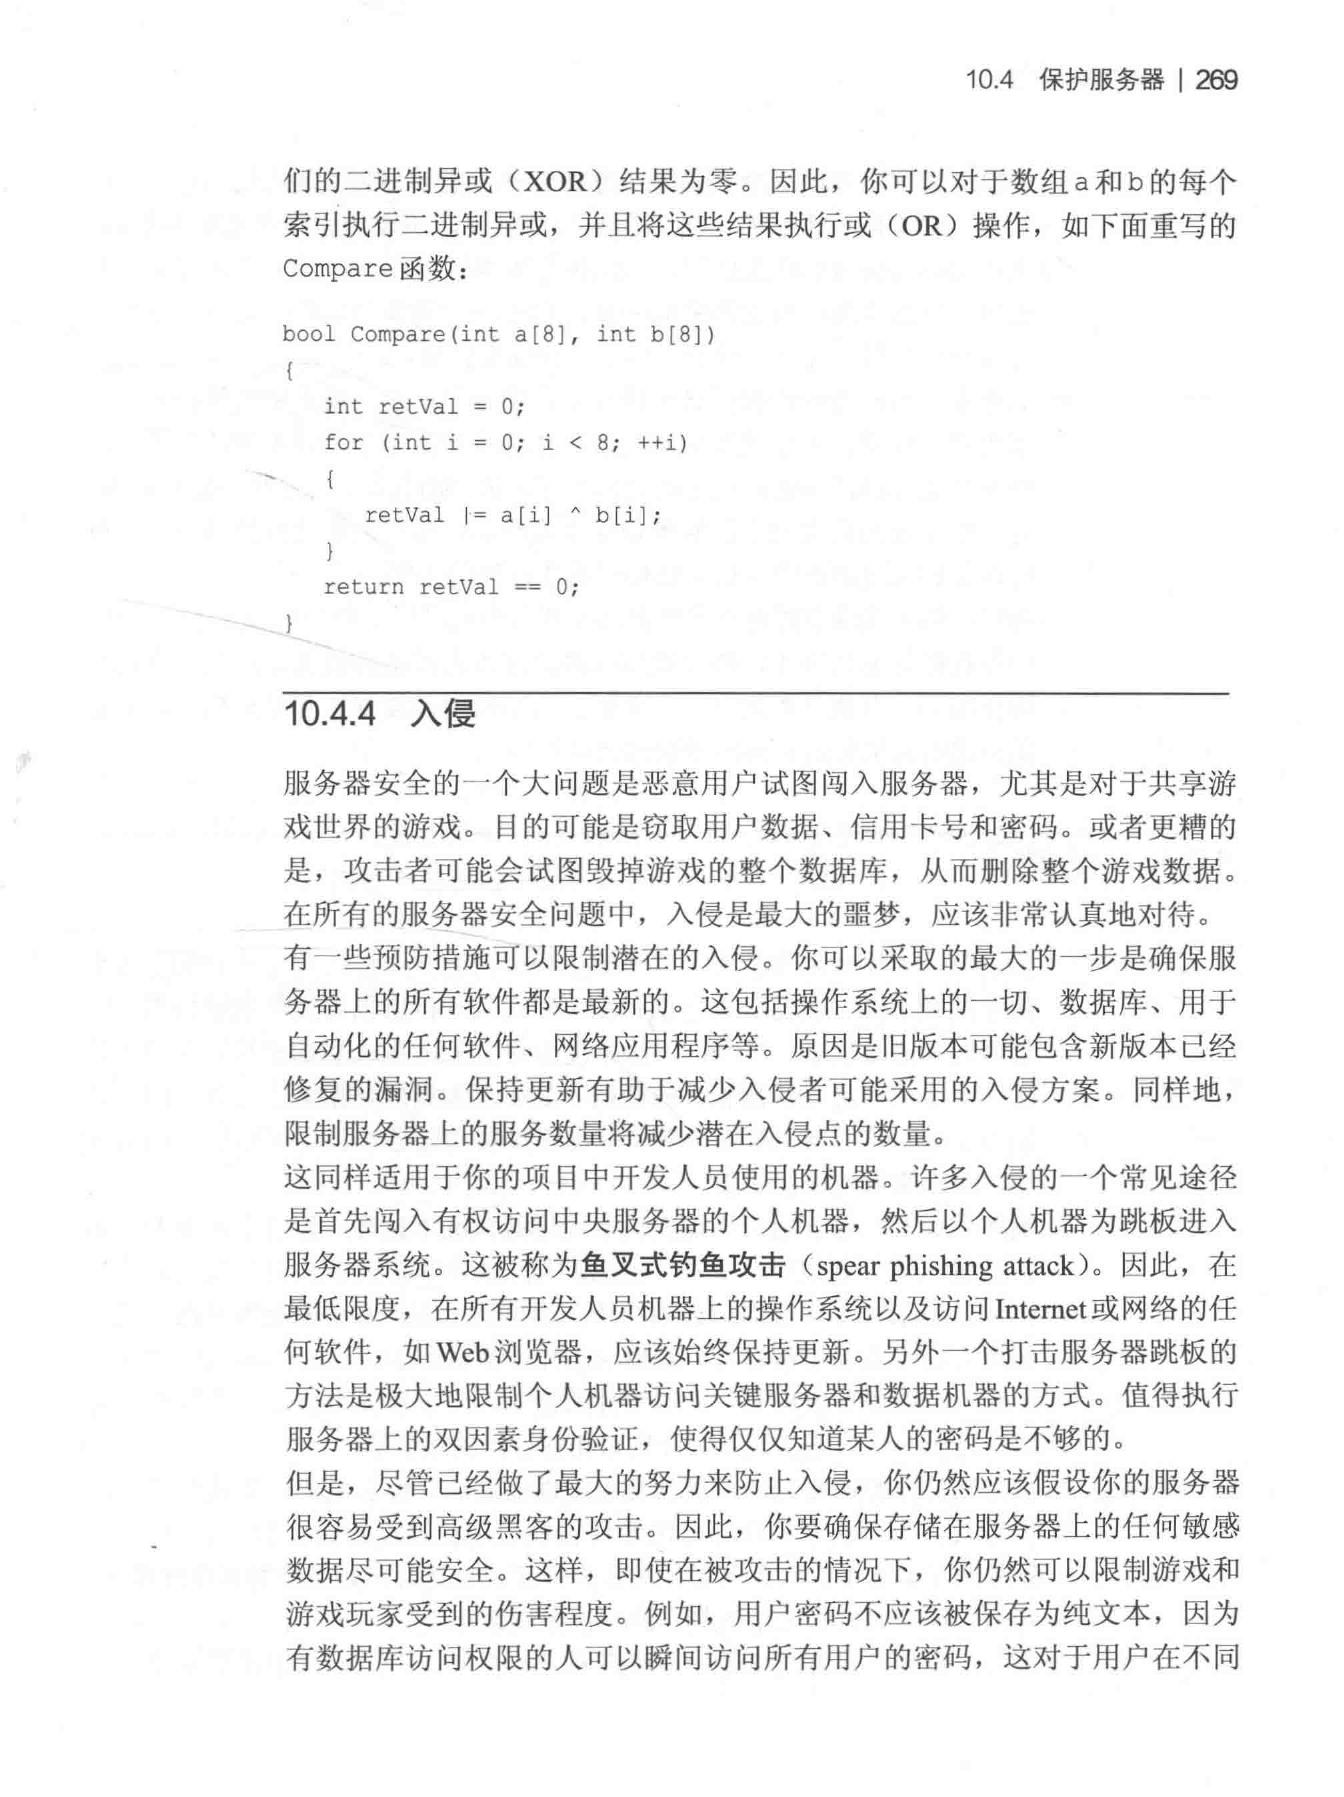 10.4 保护服务器 | 269
们的二进制异或（XOR）结果为零。因此，你可以对于数组a和b的每个
索引执行二进制异或，并且将这些结果执行或（OR）操作，如下面重写的
Compare函数：
bool Compare(int a[8], int b[8])
{
int retVal = 0;
for (int i = 0; i < 8; ++i)
{
retVal |= a[i] ^ b[i];
}
return retVal == 0;
}
10.4.4 入侵
服务器安全的一个大问题是恶意用户试图闯入服务器，尤其是对于共享游
戏世界的游戏。目的可能是窃取用户数据、信用卡号和密码。或者更糟的
是，攻击者可能会试图毁掉游戏的整个数据库，从而删除整个游戏数据。
在所有的服务器安全问题中，入侵是最大的噩梦，应该非常认真地对待。
有一些预防措施可以限制潜在的入侵。你可以采取的最大的一步是确保服
务器上的所有软件都是最新的。这包括操作系统上的一切、数据库、用于
自动化的任何软件、网络应用程序等。原因是旧版本可能包含新版本已经
修复的漏洞。保持更新有助于减少入侵者可能采用的入侵方案。同样地，
限制服务器上的服务数量将减少潜在入侵点的数量。
这同样适用于你的项目中开发人员使用的机器。许多入侵的一个常见途径
是首先闯入有权访问中央服务器的个人机器，然后以个人机器为跳板进入
服务器系统。这被称为鱼叉式钓鱼攻击（spear phishing attack）。因此，在
最低限度，在所有开发人员机器上的操作系统以及访问Internet或网络的任
何软件，如Web浏览器，应该始终保持更新。另外一个打击服务器跳板的
方法是极大地限制个人机器访问关键服务器和数据机器的方式。值得执行
服务器上的双因素身份验证，使得仅仅知道某人的密码是不够的。
但是，尽管已经做了最大的努力来防止入侵，你仍然应该假设你的服务器
很容易受到高级黑客的攻击。因此，你要确保存储在服务器上的任何敏感
数据尽可能安全。这样，即使在被攻击的情况下，你仍然可以限制游戏和
游戏玩家受到的伤害程度。例如，用户密码不应该被保存为纯文本，因为
有数据库访问权限的人可以瞬间访问所有用户的密码，这对于用户在不同